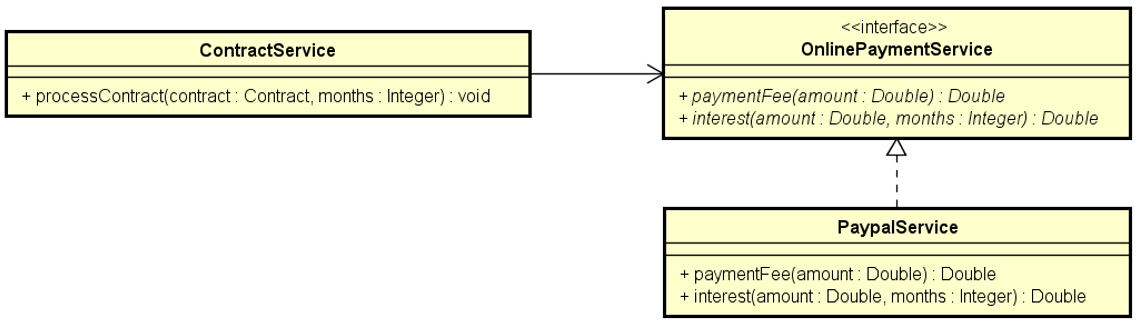 ContractService
+ processContract(contract : Contract, months : Integer) : void
<<interface>>
OnlinePaymentService
+ paymentFee(amount : Double) : Double
+ interest(amount : Double, months : Integer) : Double
PaypalService
+ paymentFee(amount : Double) : Double
+ interest(amount : Double, months : Integer) : Double